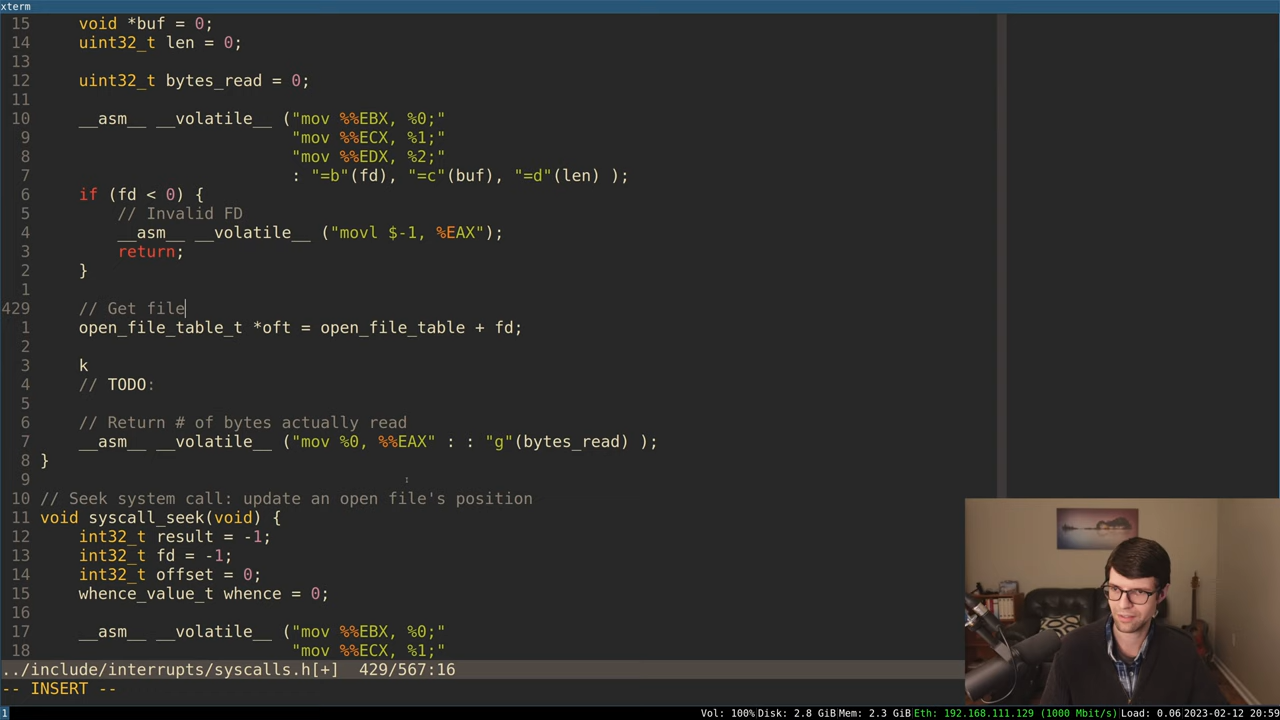 xterm
15 void *buf = 0;
14 uint32_t len = 0;
13
12 uint32_t bytes_read = 0;
11
10 __asm__ __volatile__ ("mov %%EBX, %0;"
9 "mov %%ECX, %1;"
8 "mov %%EDX, %2;"
7 : "=b"(fd), "=c"(buf), "=d"(len) );
6 if (fd < 0) {
5 // Invalid FD
4 __asm__ __volatile__ ("movl $-1, %EAX");
3 return;
2 }
1
429 // Get file
1 open_file_table_t *oft = open_file_table + fd;
2
3 k
4 // TODO:
5
6 // Return # of bytes actually read
7 __asm__ __volatile__ ("mov %0, %%EAX" : : "g"(bytes_read) );
8 }
9
10 // Seek system call: update an open file's position
11 void syscall_seek(void) {
12 int32_t result = -1;
13 int32_t fd = -1;
14 int32_t offset = 0;
15 whence_value_t whence = 0;
16
17 __asm__ __volatile__ ("mov %%EBX, %0;"
18 "mov %%ECX, %1;"
../include/interrupts/syscalls.h[+] 429/567:16
-- INSERT --
1 Vol: 100% Disk: 2.8 GiB Mem: 2.3 GiB Eth: 192.168.111.129 (1000 Mbit/s) Load: 0.06 2023-02-12 20:59